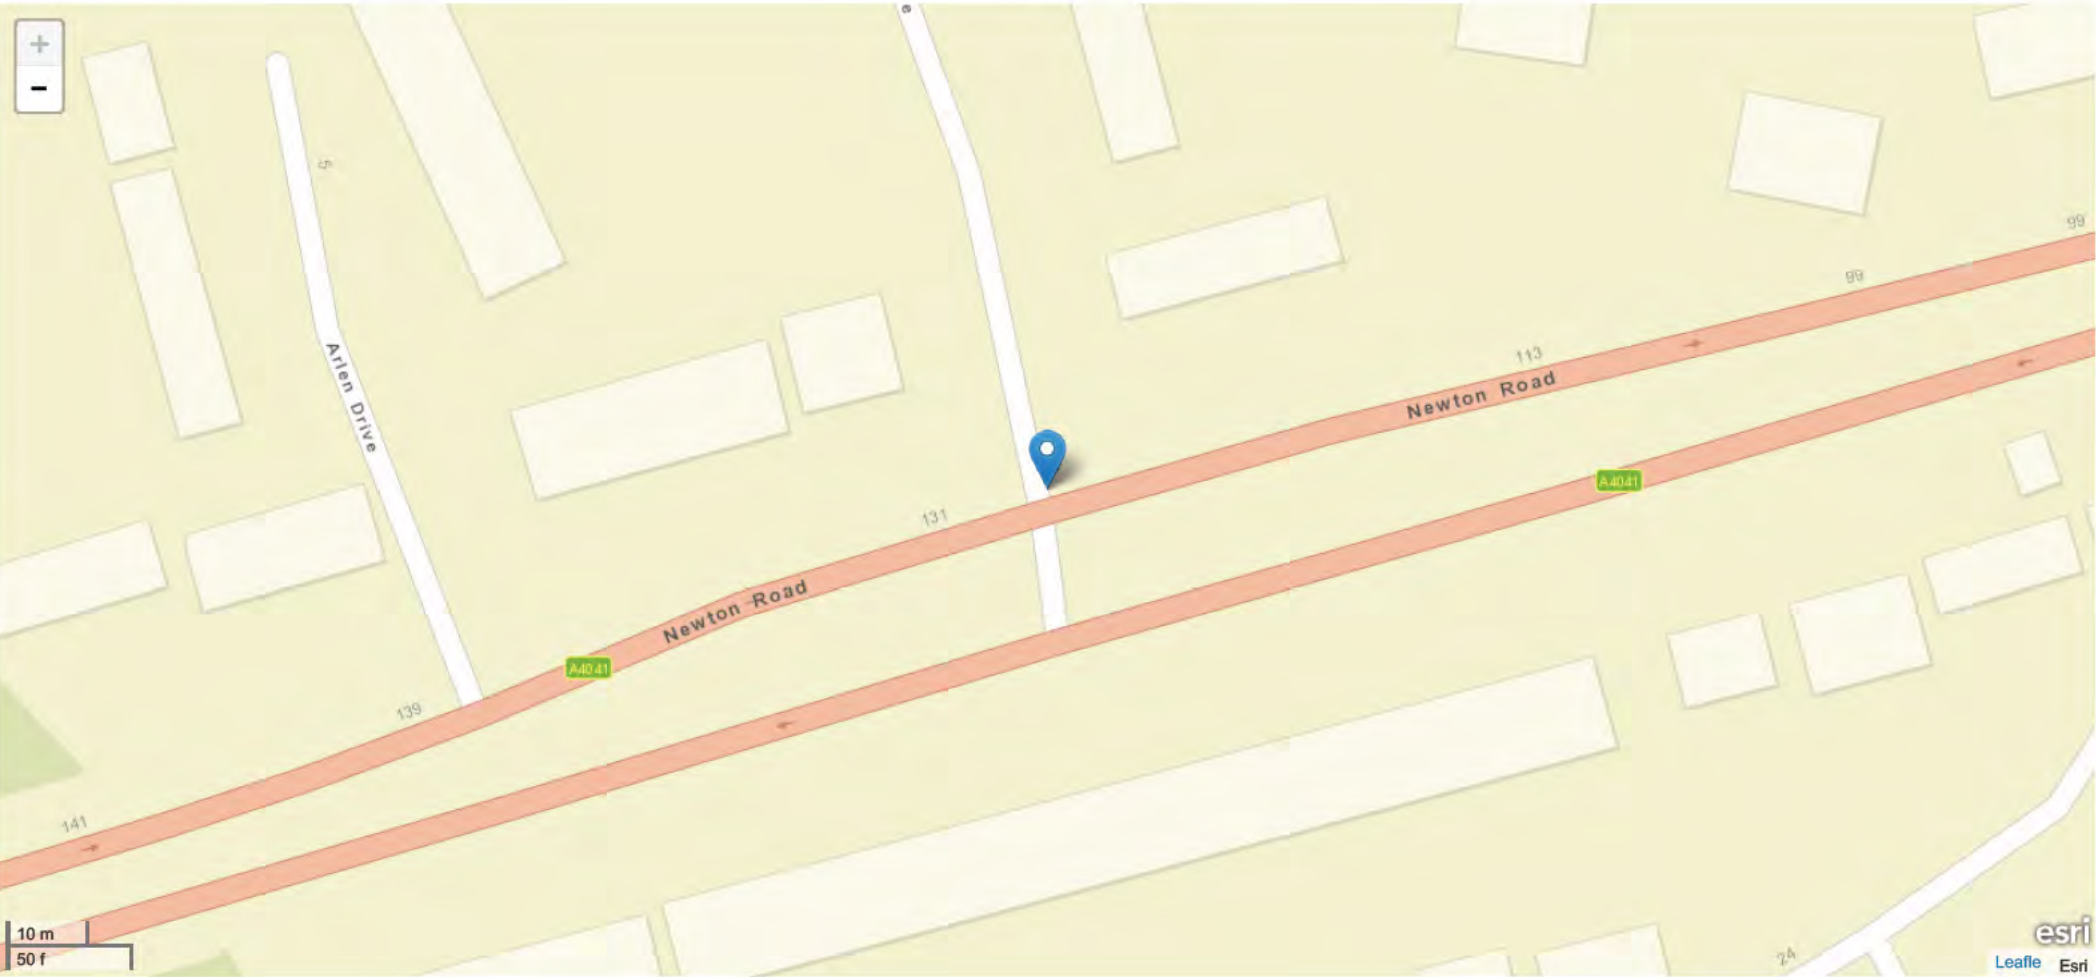 +
e
-
5
99
99
Arlen Drive
113
Newton Road
A4041
131
Newton Road
A4041
139
141
10 m
50 f
esri
24
Leafle
Esri